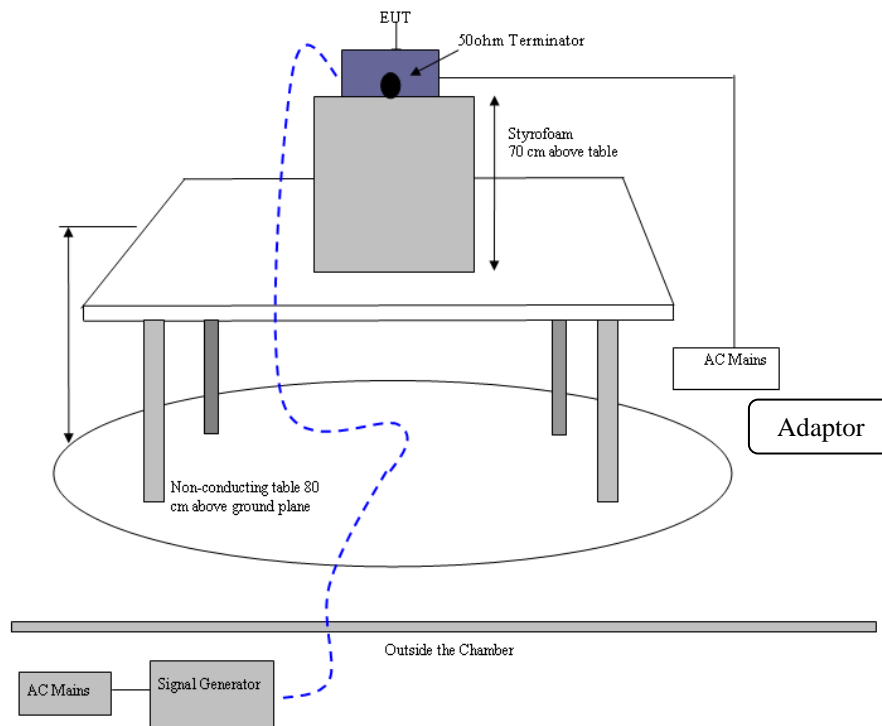 EUT
50ohm Terminator
Styrofoam
70 cm above table
AC Mains
Adaptor
Non-conducting table 80
cm above ground plane
Outside the Chamber
AC Mains
Signal Generator